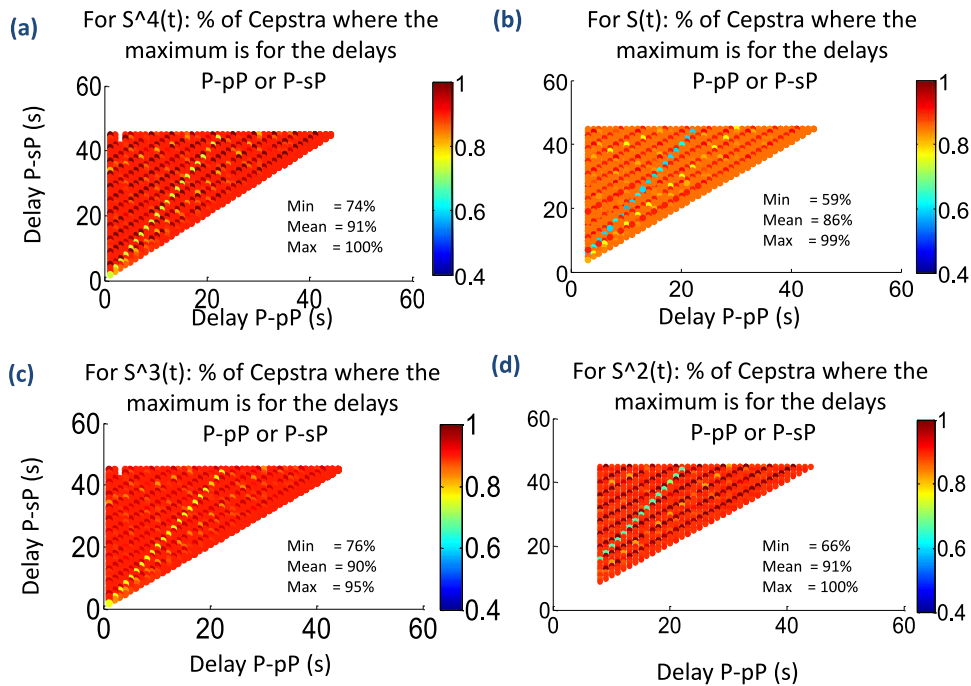 (a)
For S^4(t): % of Cepstra where the
maximum is for the delays
P-pP or P-sP
60
40
20
0
Delay P-sP (s)
Min = 74%
Mean = 91%
Max = 100%
0 20 40 60
Delay P-pP (s)
1
0.8
0.6
0.4
(b)
For S(t): % of Cepstra where the
maximum is for the delays
P-pP or P-sP
60
40
20
0
Min = 59%
Mean = 86%
Max = 99%
0 20 40 60
Delay P-pP (s)
1
0.8
0.6
0.4
(c)
For S^3(t): % of Cepstra where the
maximum is for the delays
P-pP or P-sP
60
40
20
0
Delay P-sP (s)
Min = 76%
Mean = 90%
Max = 95%
0 20 40 60
Delay P-pP (s)
1
0.8
0.6
0.4
(d)
For S^2(t): % of Cepstra where the
maximum is for the delays
P-pP or P-sP
60
40
20
0
Min = 66%
Mean = 91%
Max = 100%
0 20 40 60
Delay P-pP (s)
1
0.8
0.6
0.4